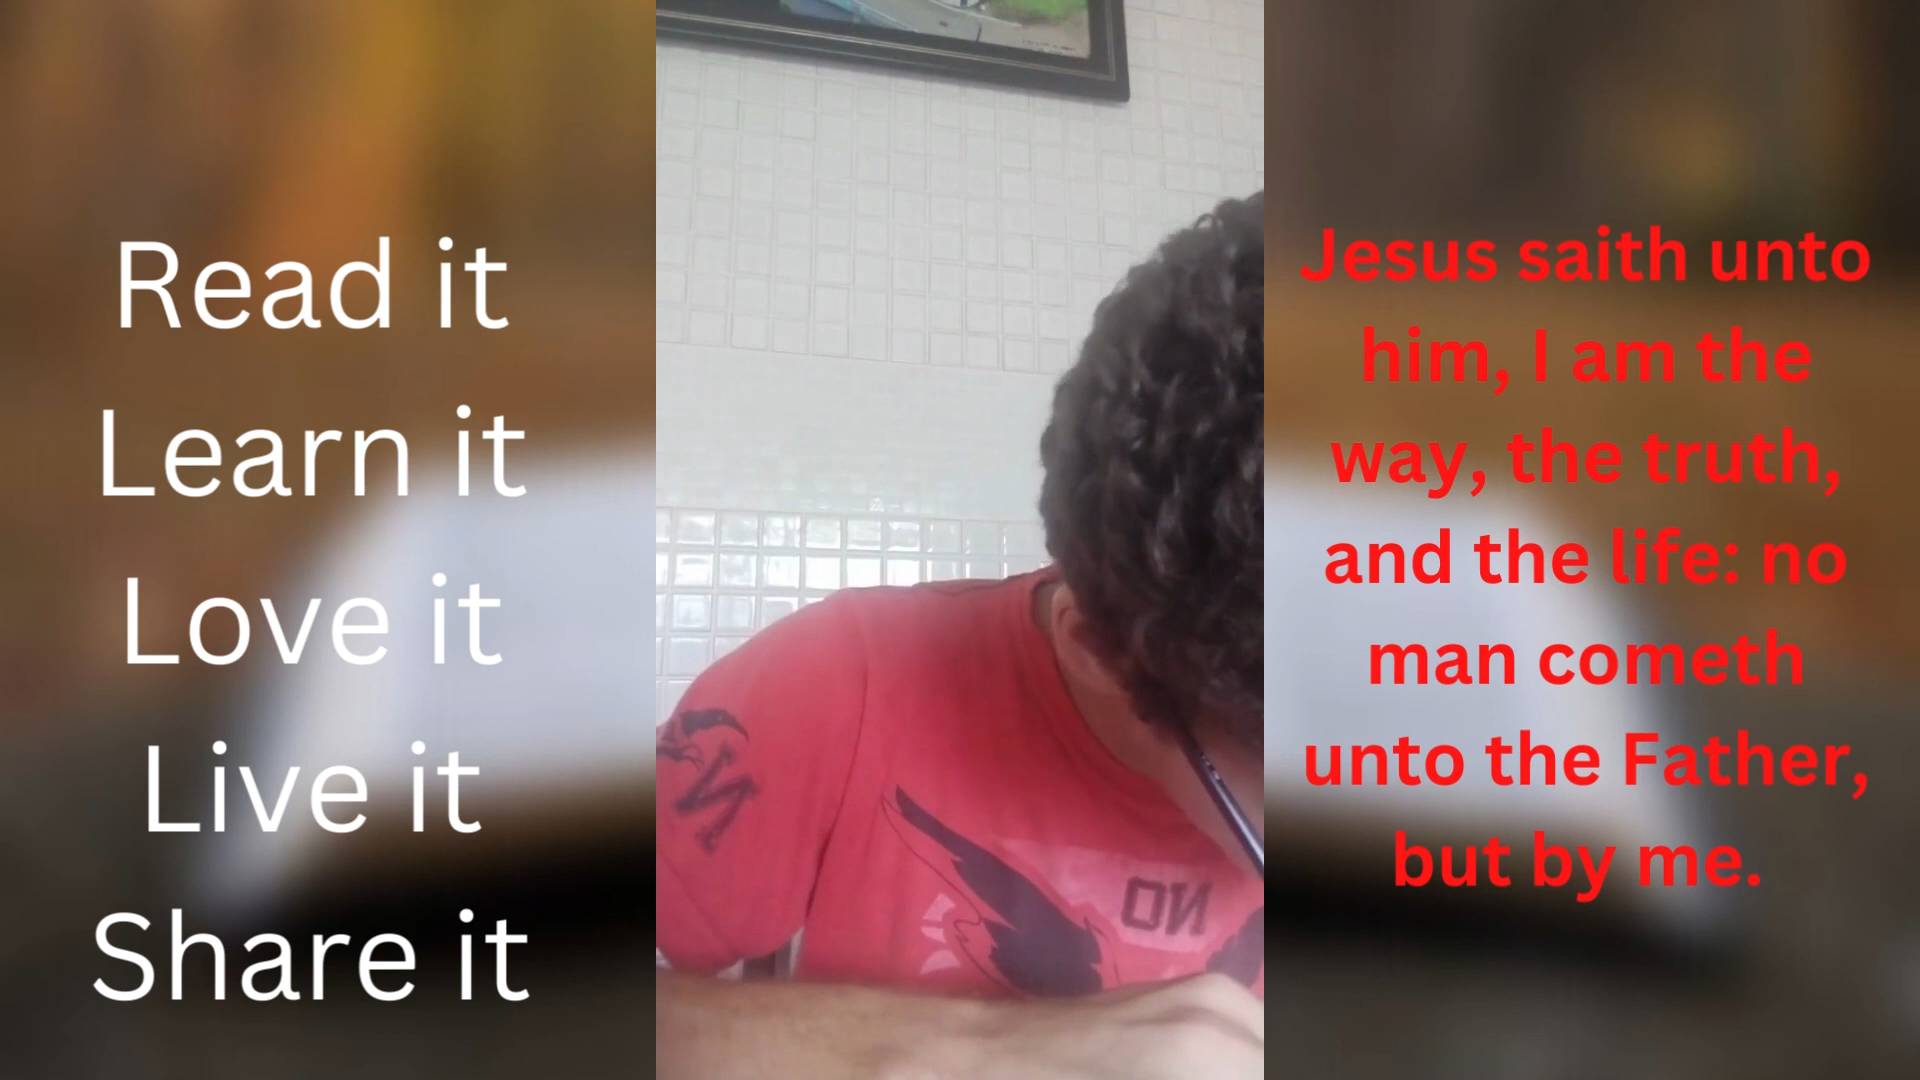 Read it
Learn it
Love it
Live it
Share it
NO
Jesus saith unto
him, I am the
way, the truth,
and the life: no
man cometh
unto the Father,
but by me.